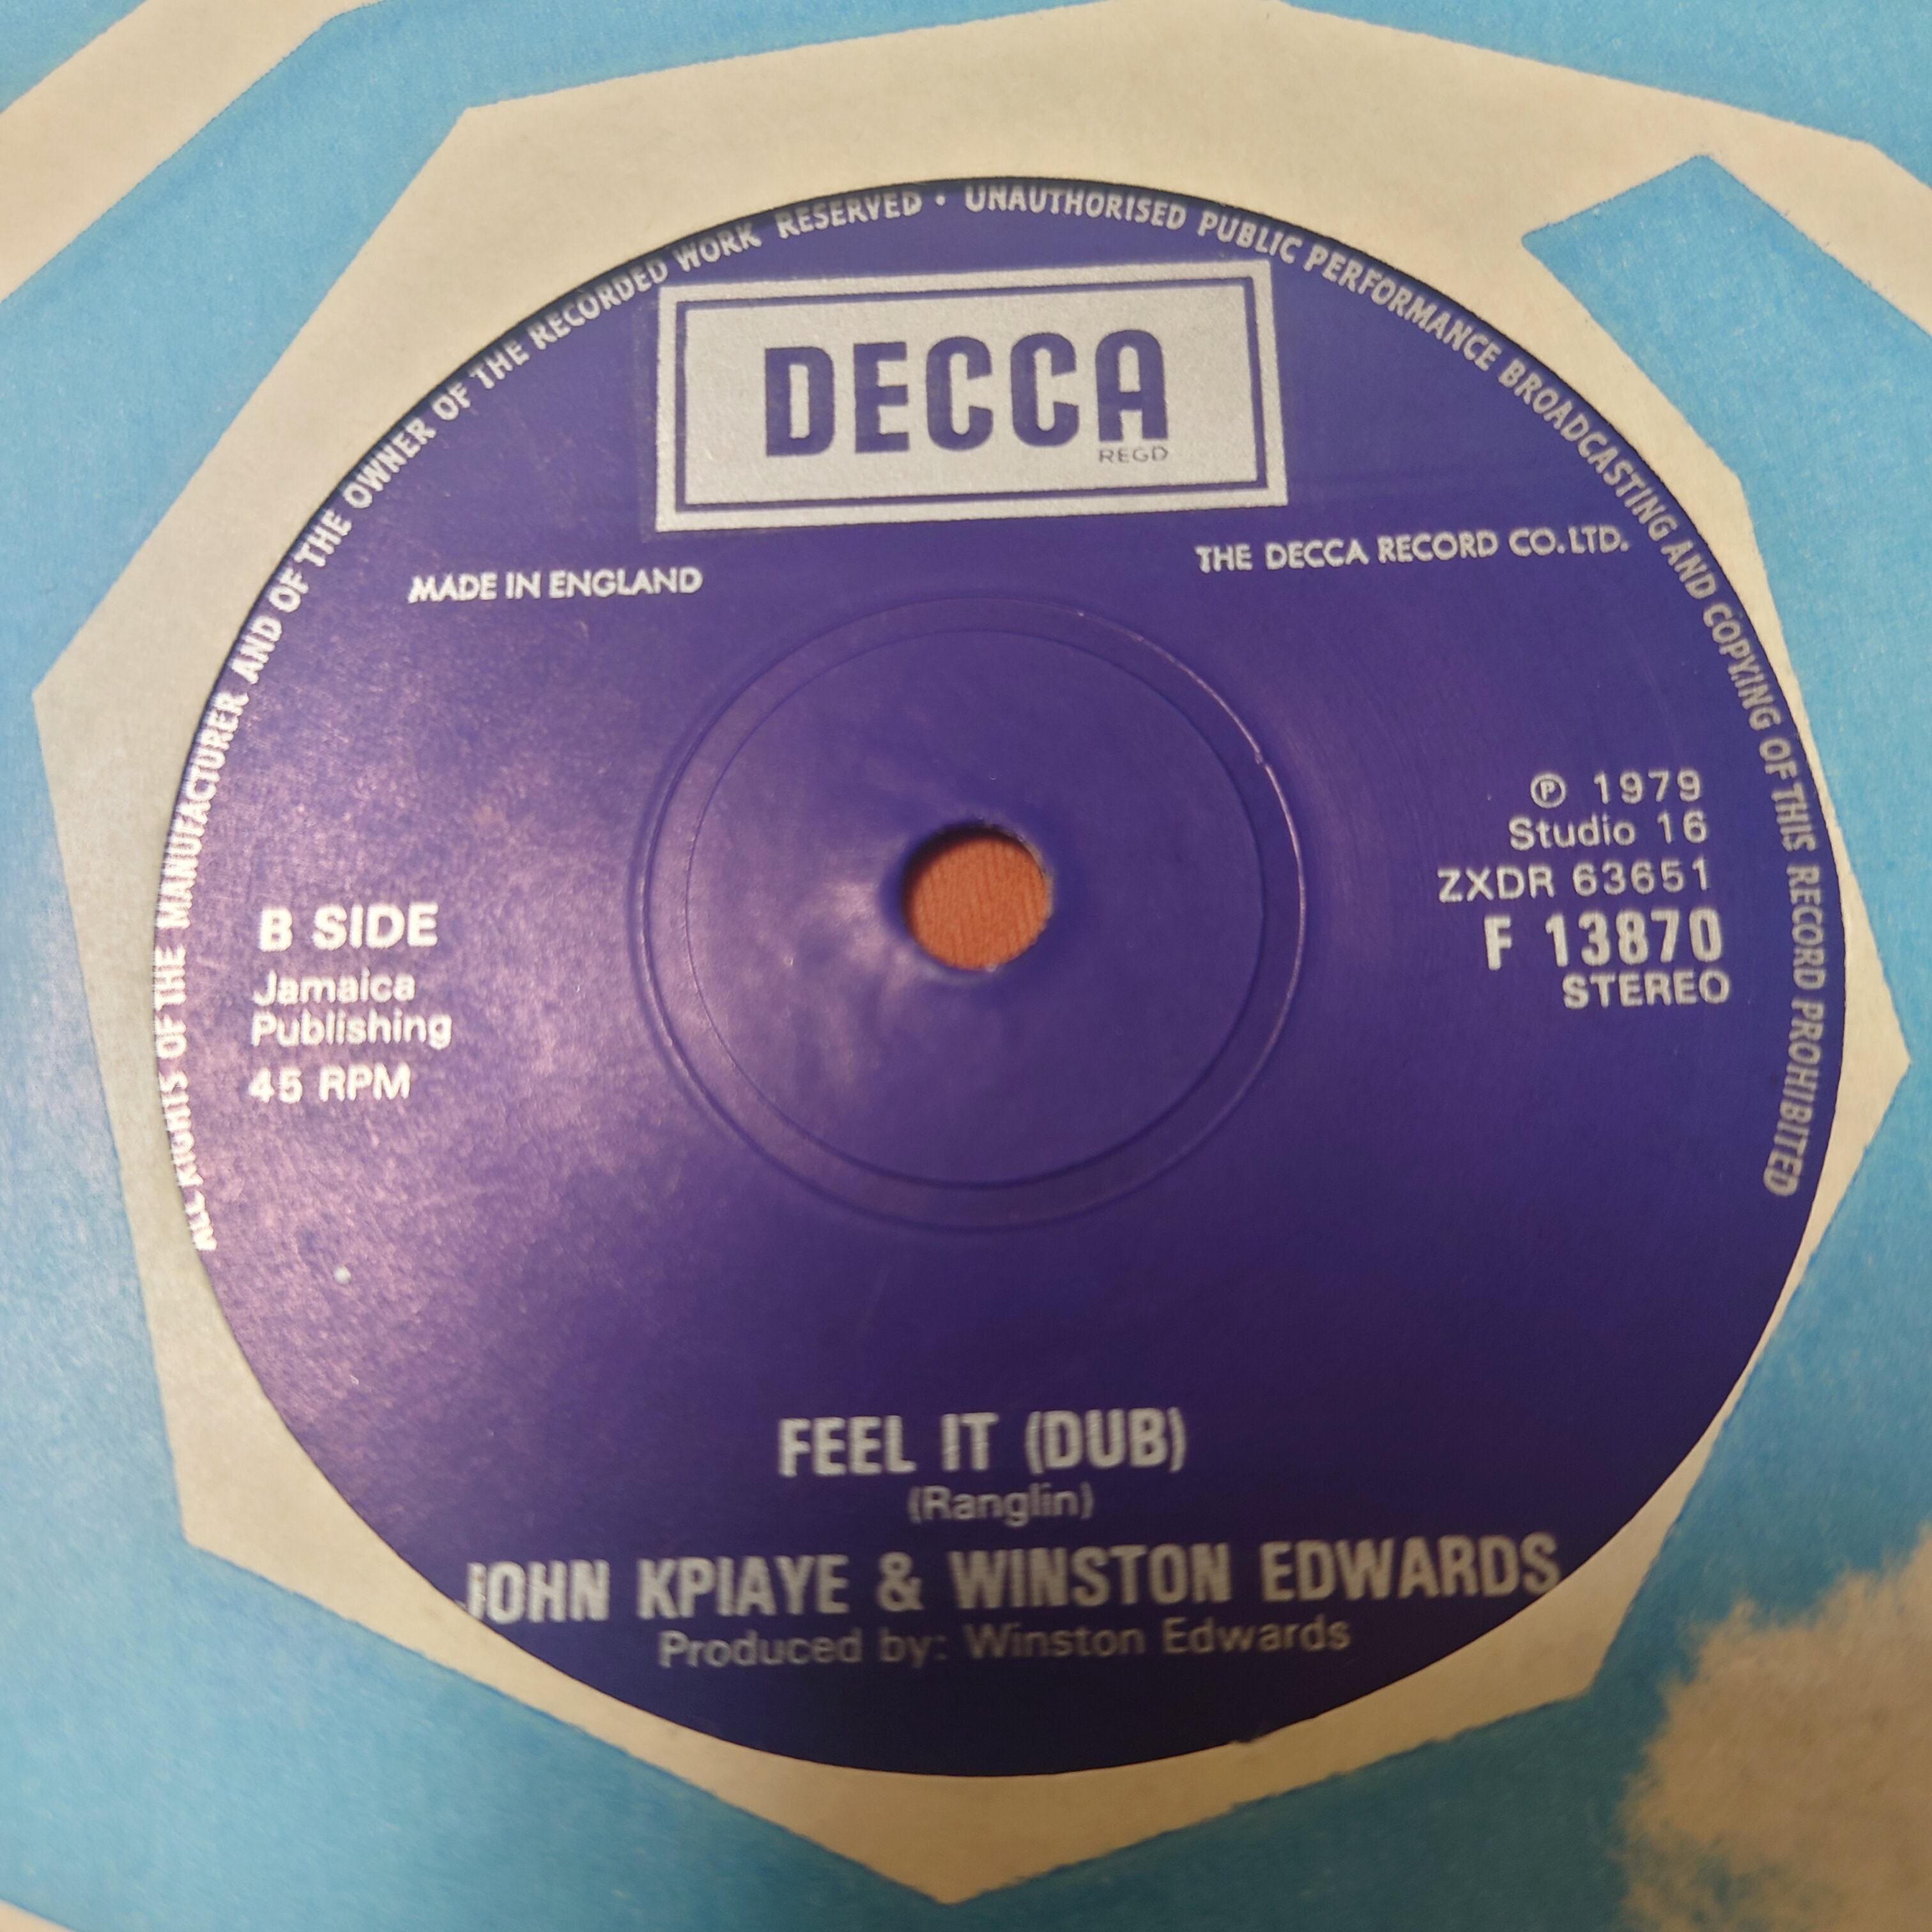 ALL RIGHTS OF THE MANUFACTURER AND OF THE OWNER OF THE RECORDED WORK RESERVED • UNAUTHORISED PUBLIC PERFORMANCE BROADCASTING AND COPYING OF THIS RECORD PROHIBITED
DECCA
REGD
MADE IN ENGLAND
THE DECCA RECORD CO. LTD.
B SIDE
Jamaica
Publishing
45 RPM
℗ 1979
Studio 16
ZXDR 63651
F 13870
STEREO
FEEL IT (DUB)
(Ranglin)
JOHN KPIAYE & WINSTON EDWARDS
Produced by: Winston Edwards